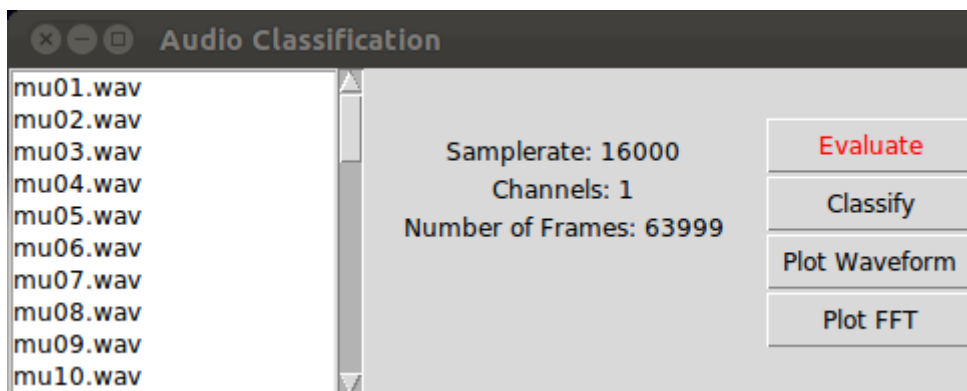 Audio Classification
mu01.wav
mu02.wav
mu03.wav
mu04.wav
mu05.wav
mu06.wav
mu07.wav
mu08.wav
mu09.wav
mu10.wav
Samplerate: 16000
Channels: 1
Number of Frames: 63999
Evaluate
Classify
Plot Waveform
Plot FFT